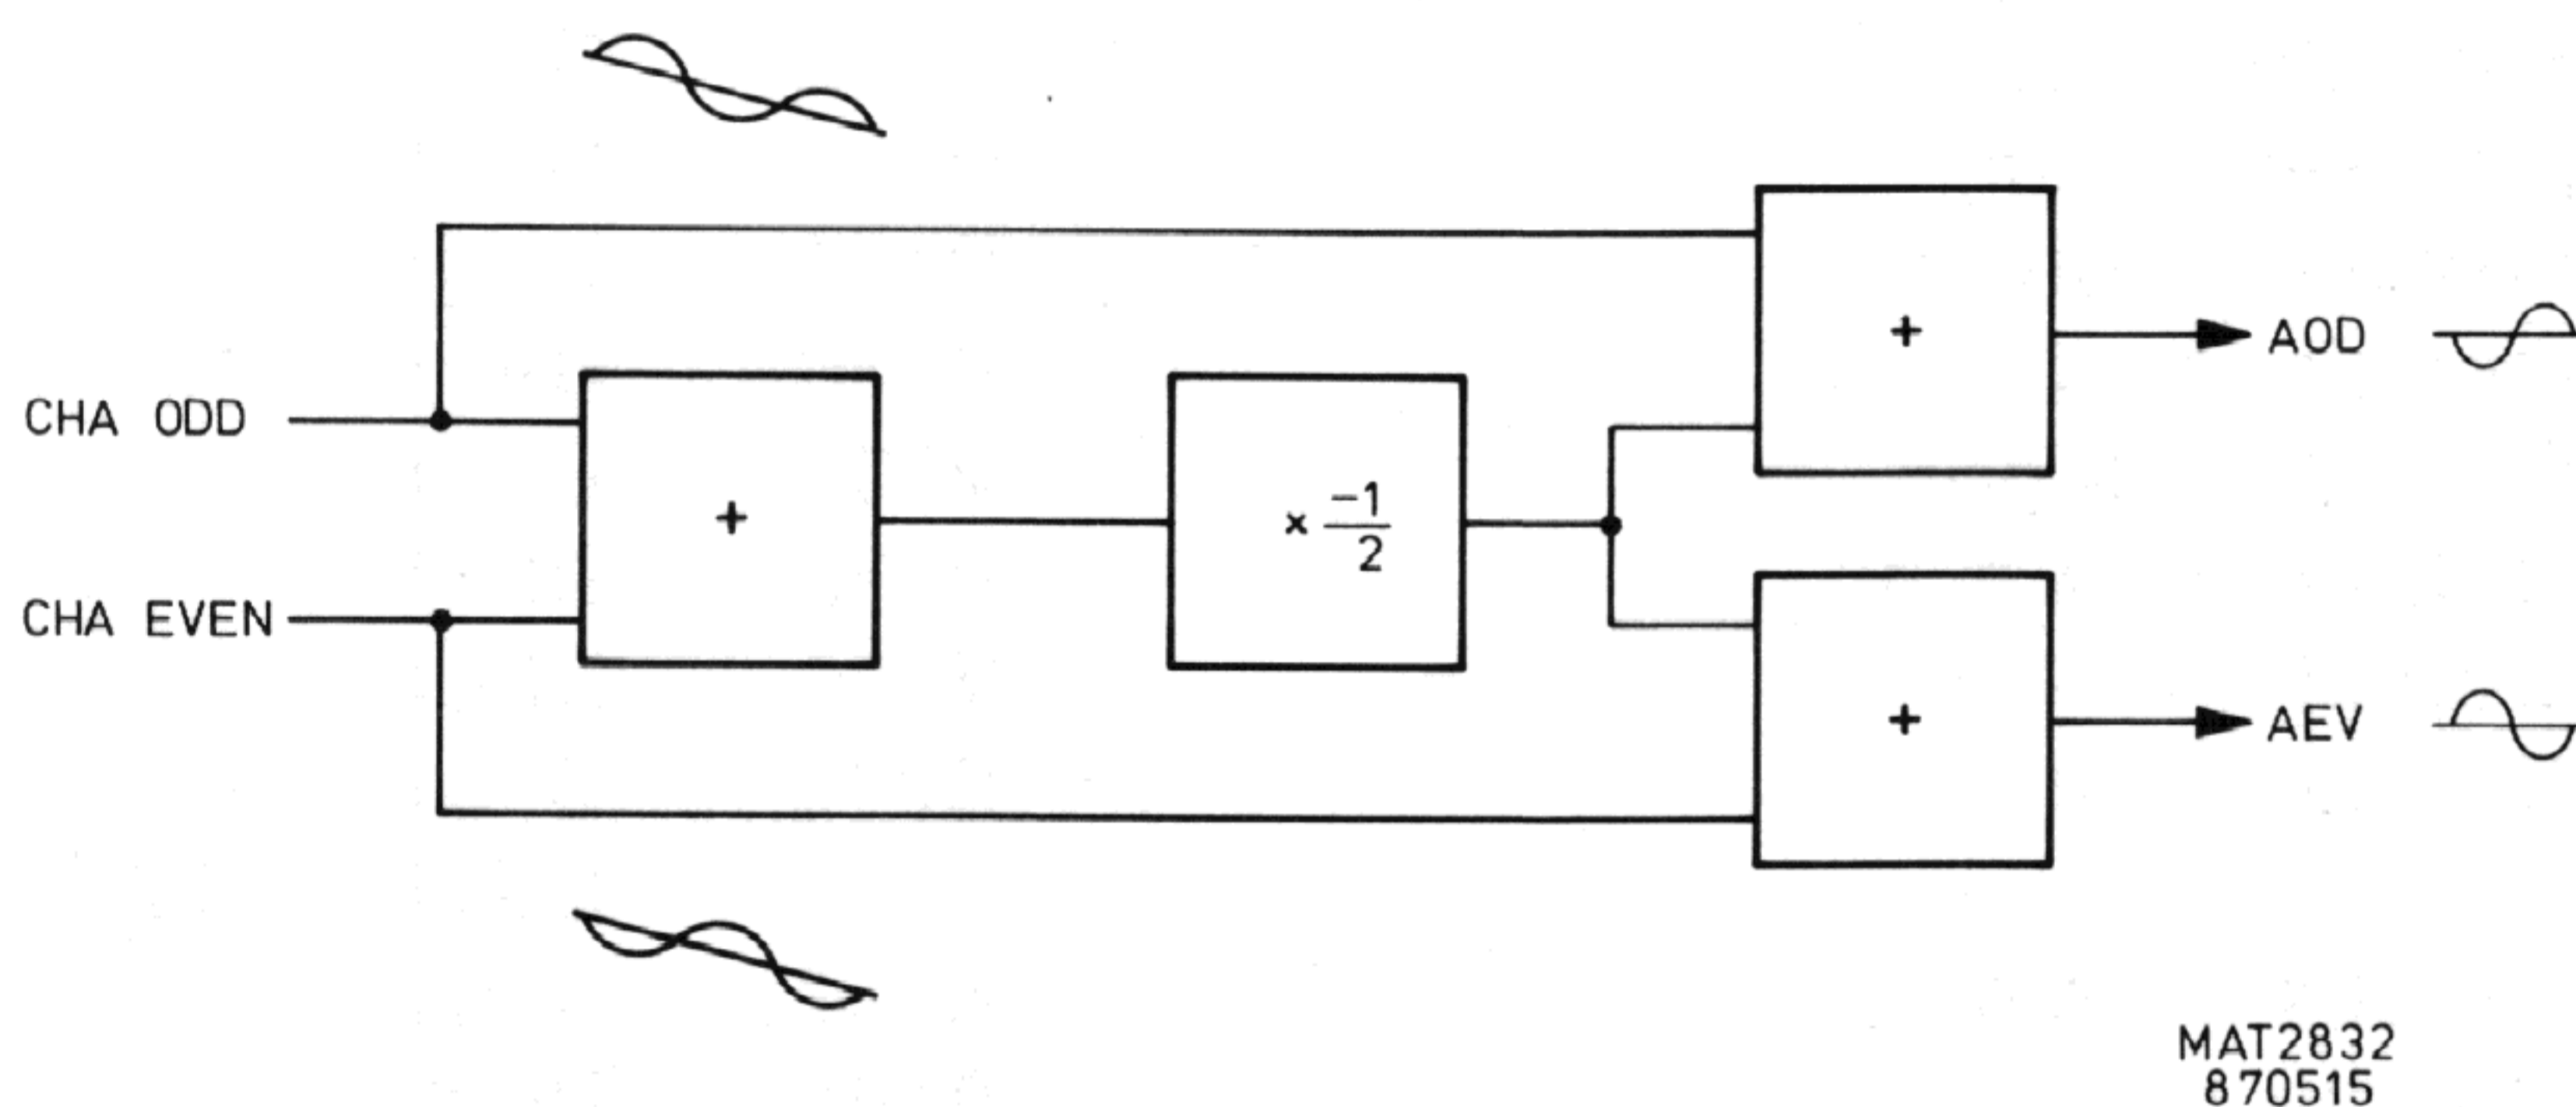 +
AOD
CHA ODD
+
× -1/2
CHA EVEN
+
AEV
MAT2832
870515